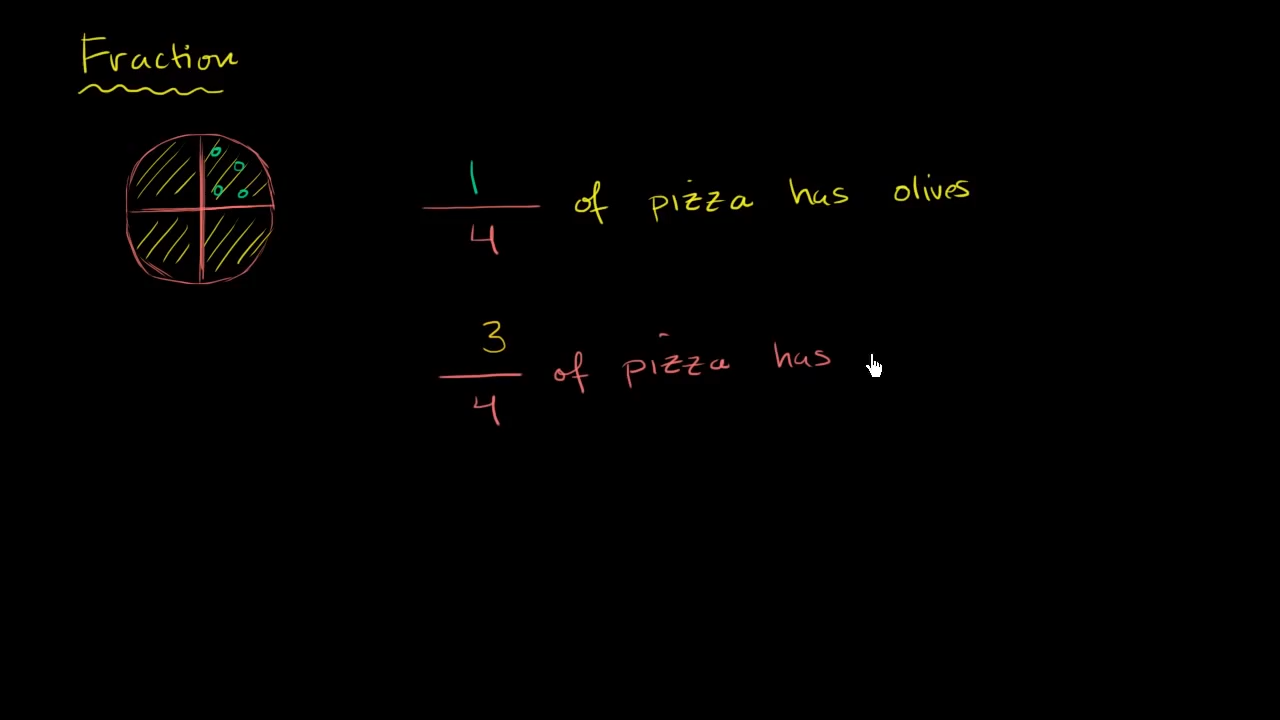 Fraction
1/4 of pizza has olives
3/4 of pizza has